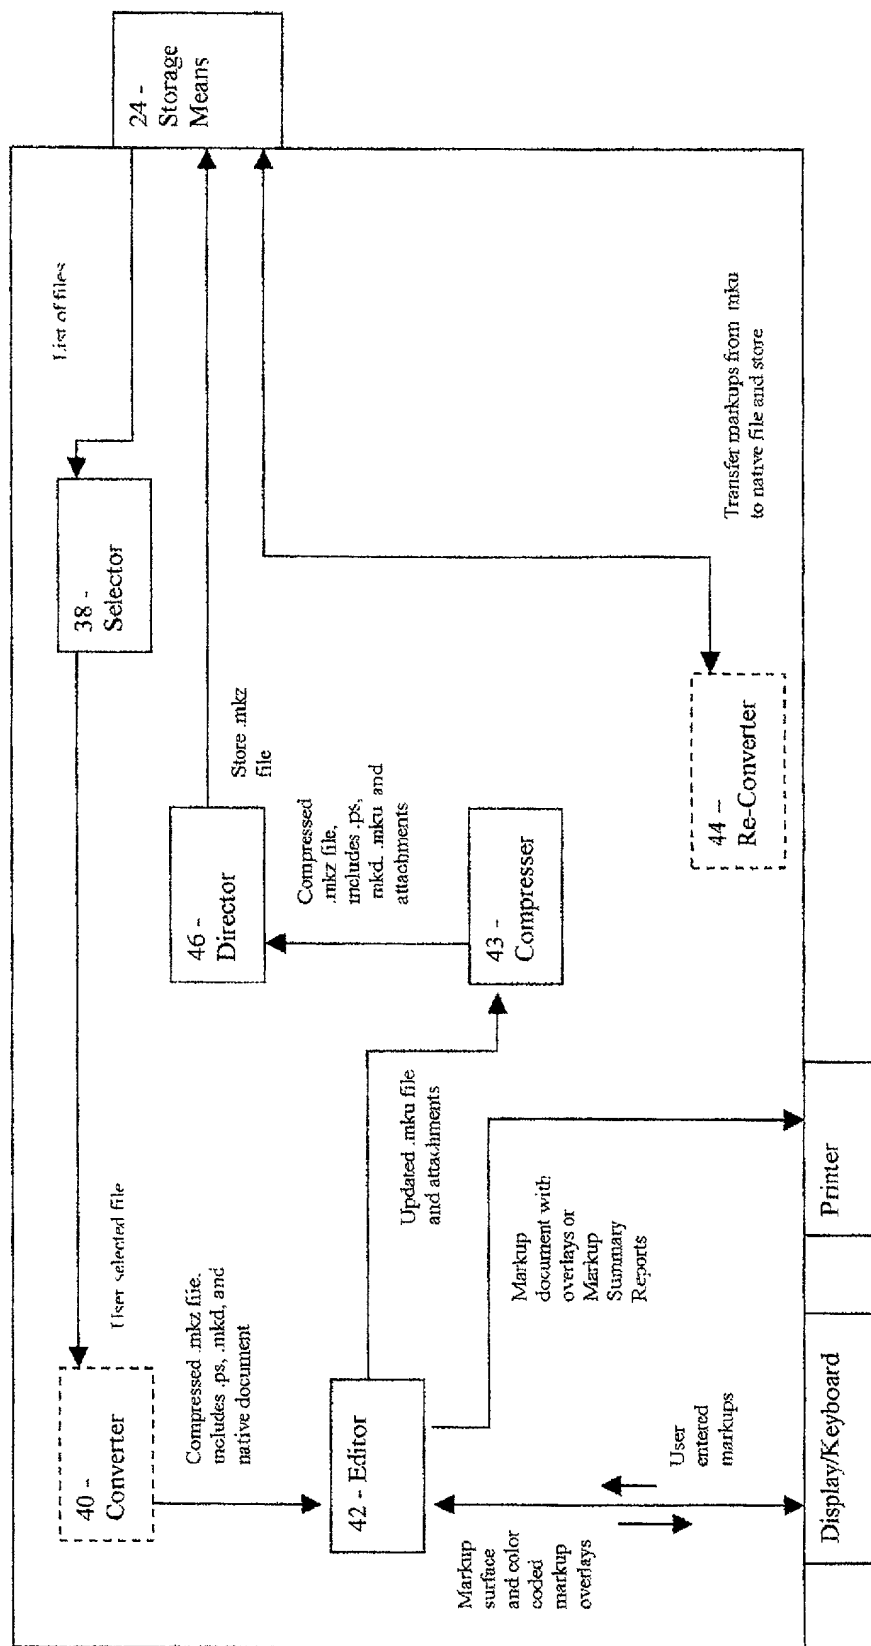 24 -
Storage
Means
List of files
38 -
Selector
User selected file
40 -
Converter
Compressed .mkz file.
includes .ps, .mkd, and
native document
42 - Editor
Updated .mku file
and attachments
43 -
Compresser
Compressed
.mkz file,
includes .ps,
mkd. .mku and
attachments
46 -
Director
Store .mkz
file
44 –
Re-Converter
Transfer markups from mku
to native file and store
Markup
document with
overlays or
Markup
Summary
Reports
Markup
surface
and color
coded
markup
overlays
User
entered
markups
Display/Keyboard
Printer